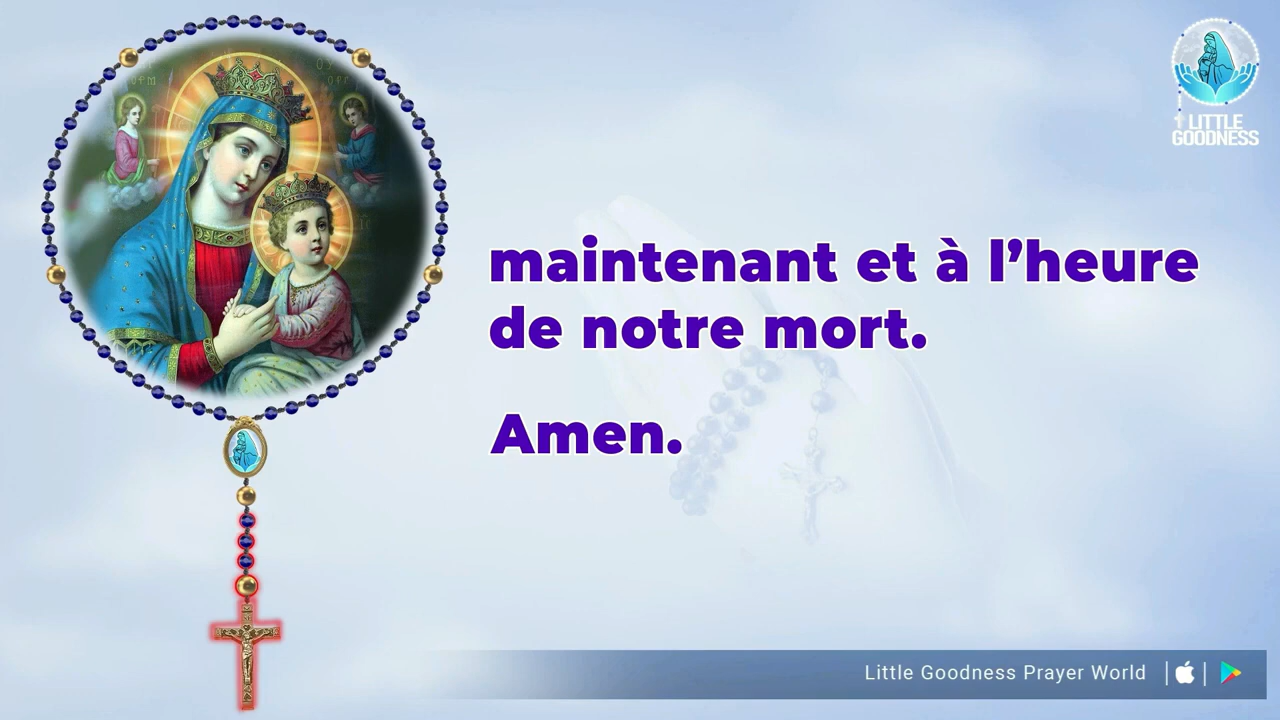 maintenant et à l’heure
de notre mort.
Amen.
LITTLE
GOODNESS
Little Goodness Prayer World